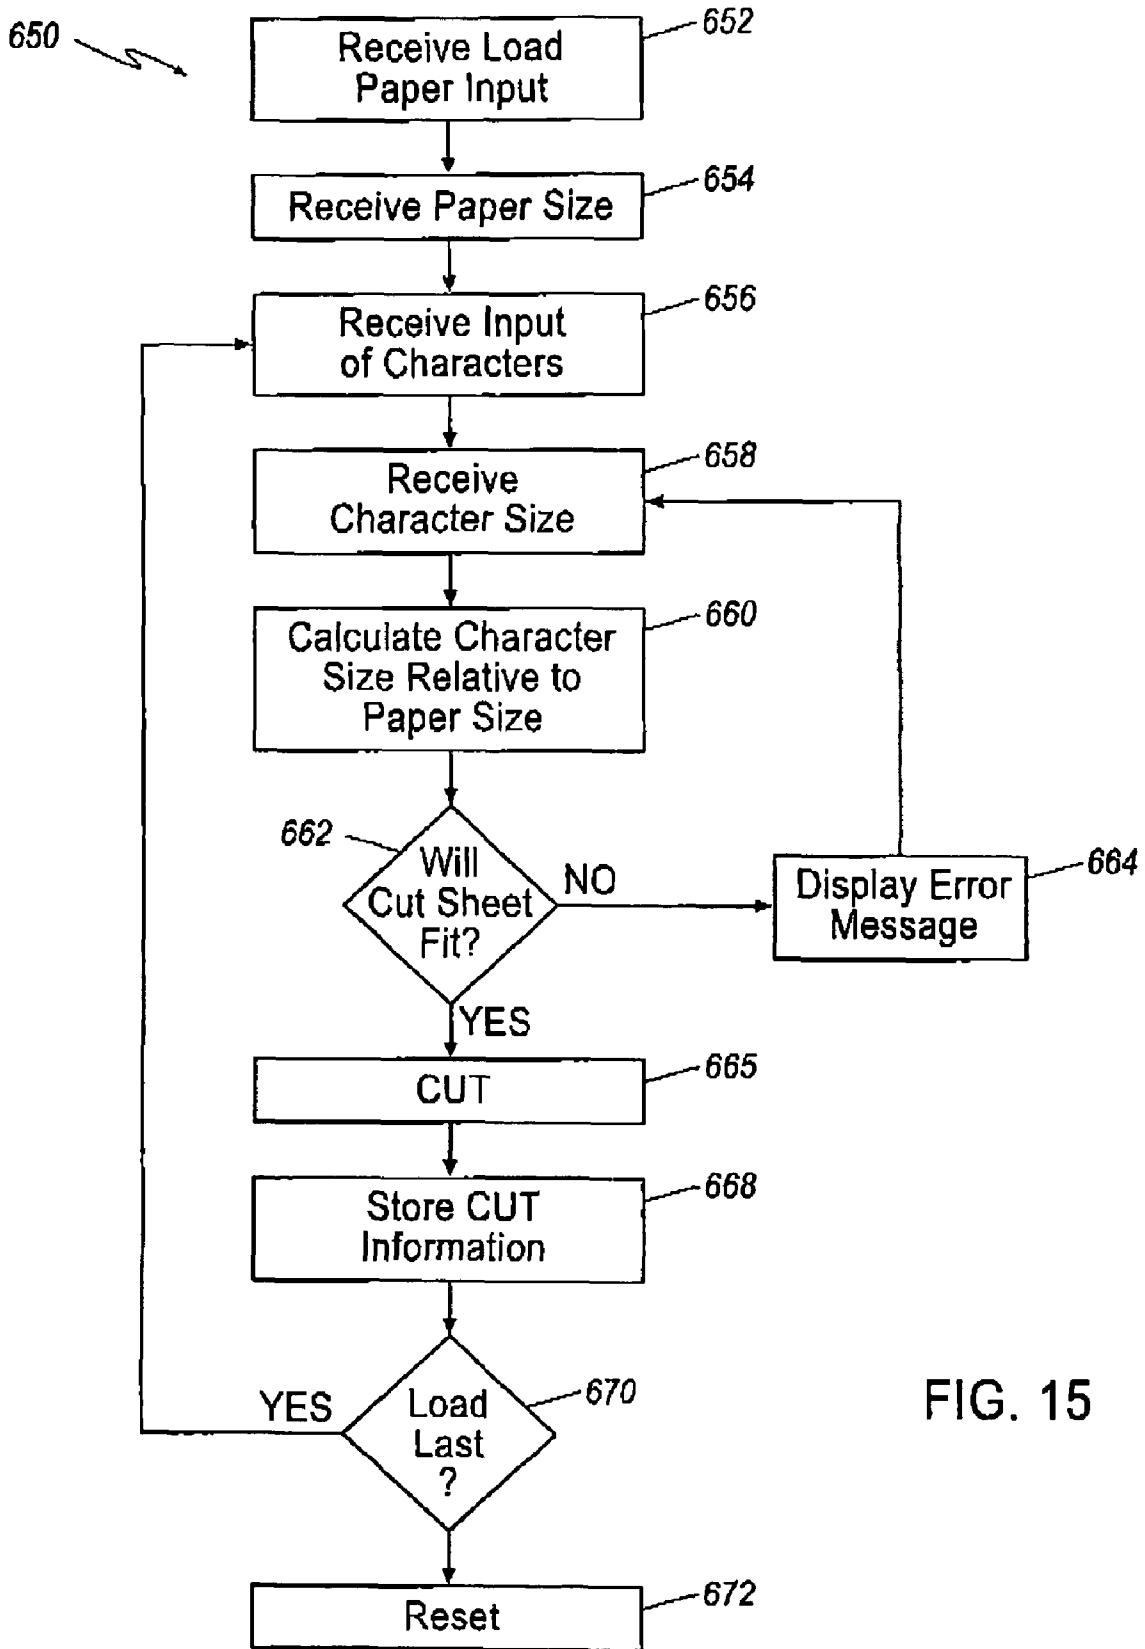 650
652
Receive Load
Paper Input
654
Receive Paper Size
656
Receive Input
of Characters
658
Receive
Character Size
660
Calculate Character
Size Relative to
Paper Size
662
Will
Cut Sheet
Fit?
NO
664
Display Error
Message
YES
665
CUT
668
Store CUT
Information
670
YES
Load
Last
?
FIG. 15
672
Reset